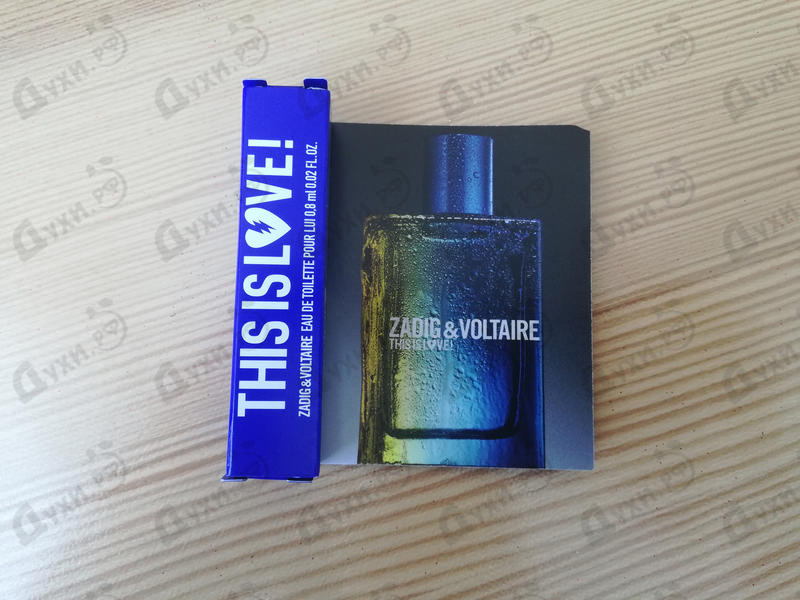 THIS IS LOVE!
ZADIG & VOLTAIRE EAU DE TOILETTE POUR LUI 0,8 ml 0.02 FL.OZ.
ZADIG & VOLTAIRE
THIS IS LOVE!
Духи.рф